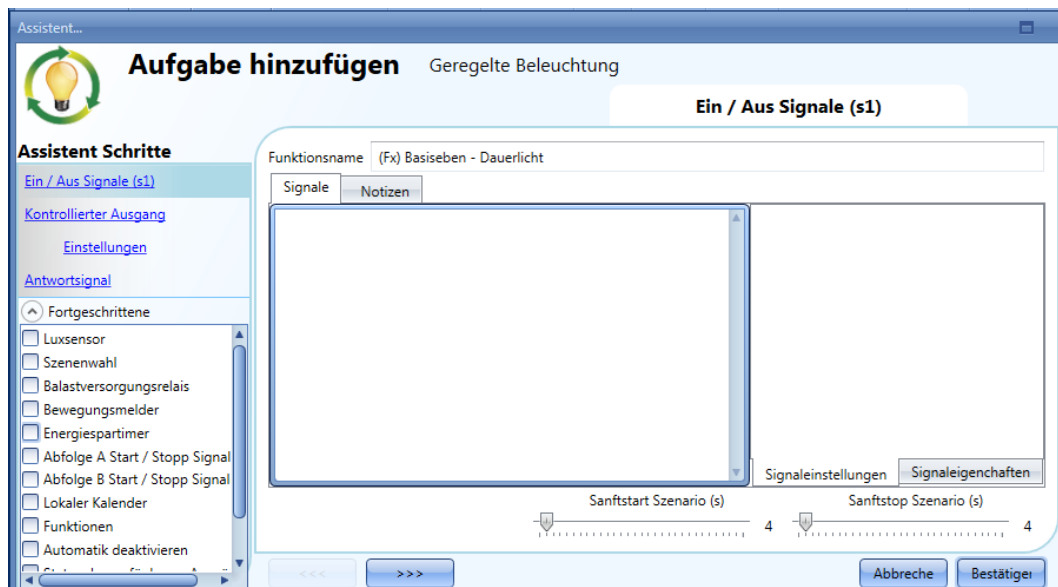 Assistent...
Aufgabe hinzufügen Geregelte Beleuchtung
Ein / Aus Signale (s1)
Assistent Schritte
Ein / Aus Signale (s1)
Kontrollierter Ausgang
Einstellungen
Antwortsignal
Fortgeschrittene
Luxsensor
Szenenwahl
Balastversorgungsrelais
Bewegungsmelder
Energiespartimer
Abfolge A Start / Stopp Signal
Abfolge B Start / Stopp Signal
Lokaler Kalender
Funktionen
Automatik deaktivieren
Funktionsname (Fx) Basiseben - Dauerlicht
Signale Notizen
Signaleinstellungen Signaleigenchaften
Sanftstart Szenario (s) Sanftstop Szenario (s)
4 4
<<< >>> Abbreche Bestätiger